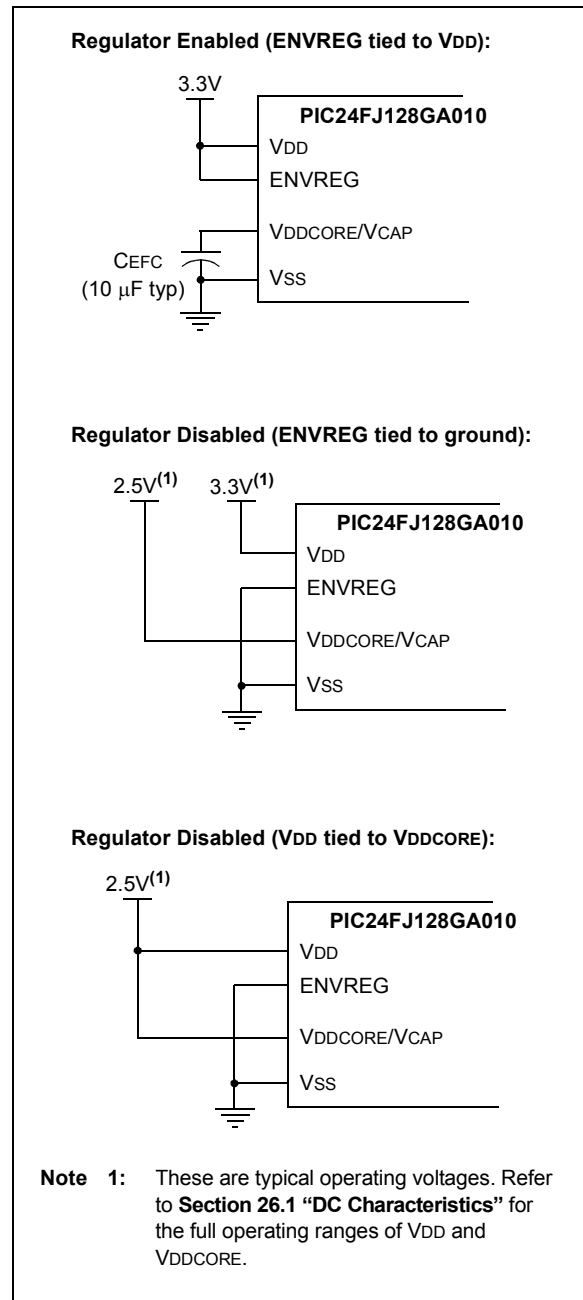 Regulator Enabled (ENVREG tied to VDD):
3.3V
PIC24FJ128GA010
VDD
ENVREG
VDDCORE/VCAP
CEFC
(10 μF typ)
VSS
Regulator Disabled (ENVREG tied to ground):
2.5V(1) 3.3V(1)
PIC24FJ128GA010
VDD
ENVREG
VDDCORE/VCAP
VSS
Regulator Disabled (VDD tied to VDDCORE):
2.5V(1)
PIC24FJ128GA010
VDD
ENVREG
VDDCORE/VCAP
VSS
Note 1: These are typical operating voltages. Refer
to Section 26.1 “DC Characteristics” for
the full operating ranges of VDD and
VDDCORE.